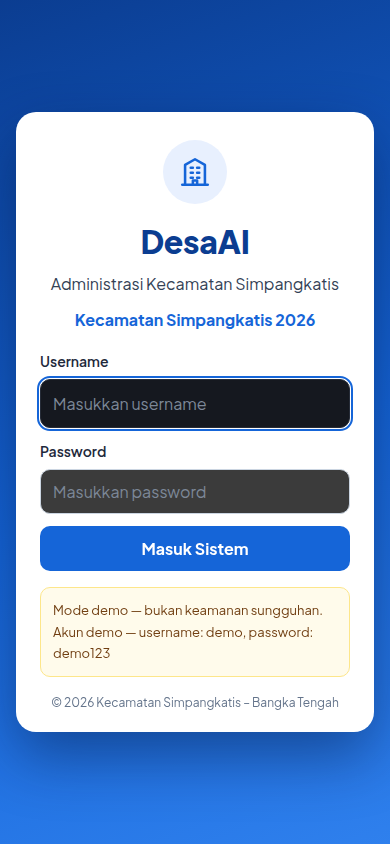 DesaAI
Administrasi Kecamatan Simpangkatis
Kecamatan Simpangkatis 2026
Username
Masukkan username
Password
Masukkan password
Masuk Sistem
Mode demo — bukan keamanan sungguhan.
Akun demo — username: demo, password:
demo123
© 2026 Kecamatan Simpangkatis – Bangka Tengah